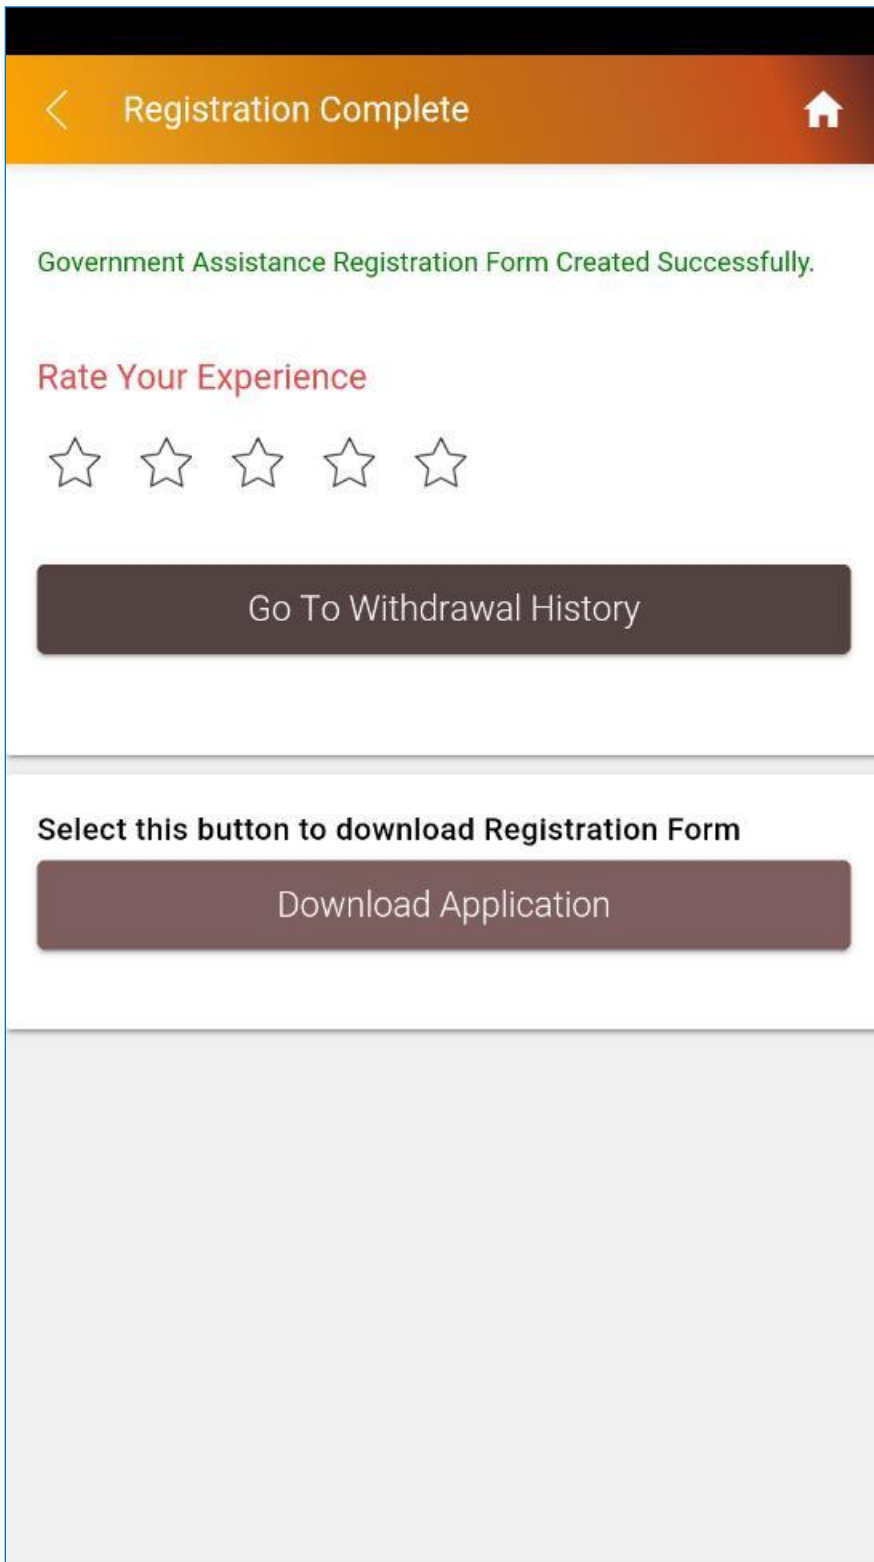 Registration Complete
Government Assistance Registration Form Created Successfully.
Rate Your Experience
Go To Withdrawal History
Select this button to download Registration Form
Download Application